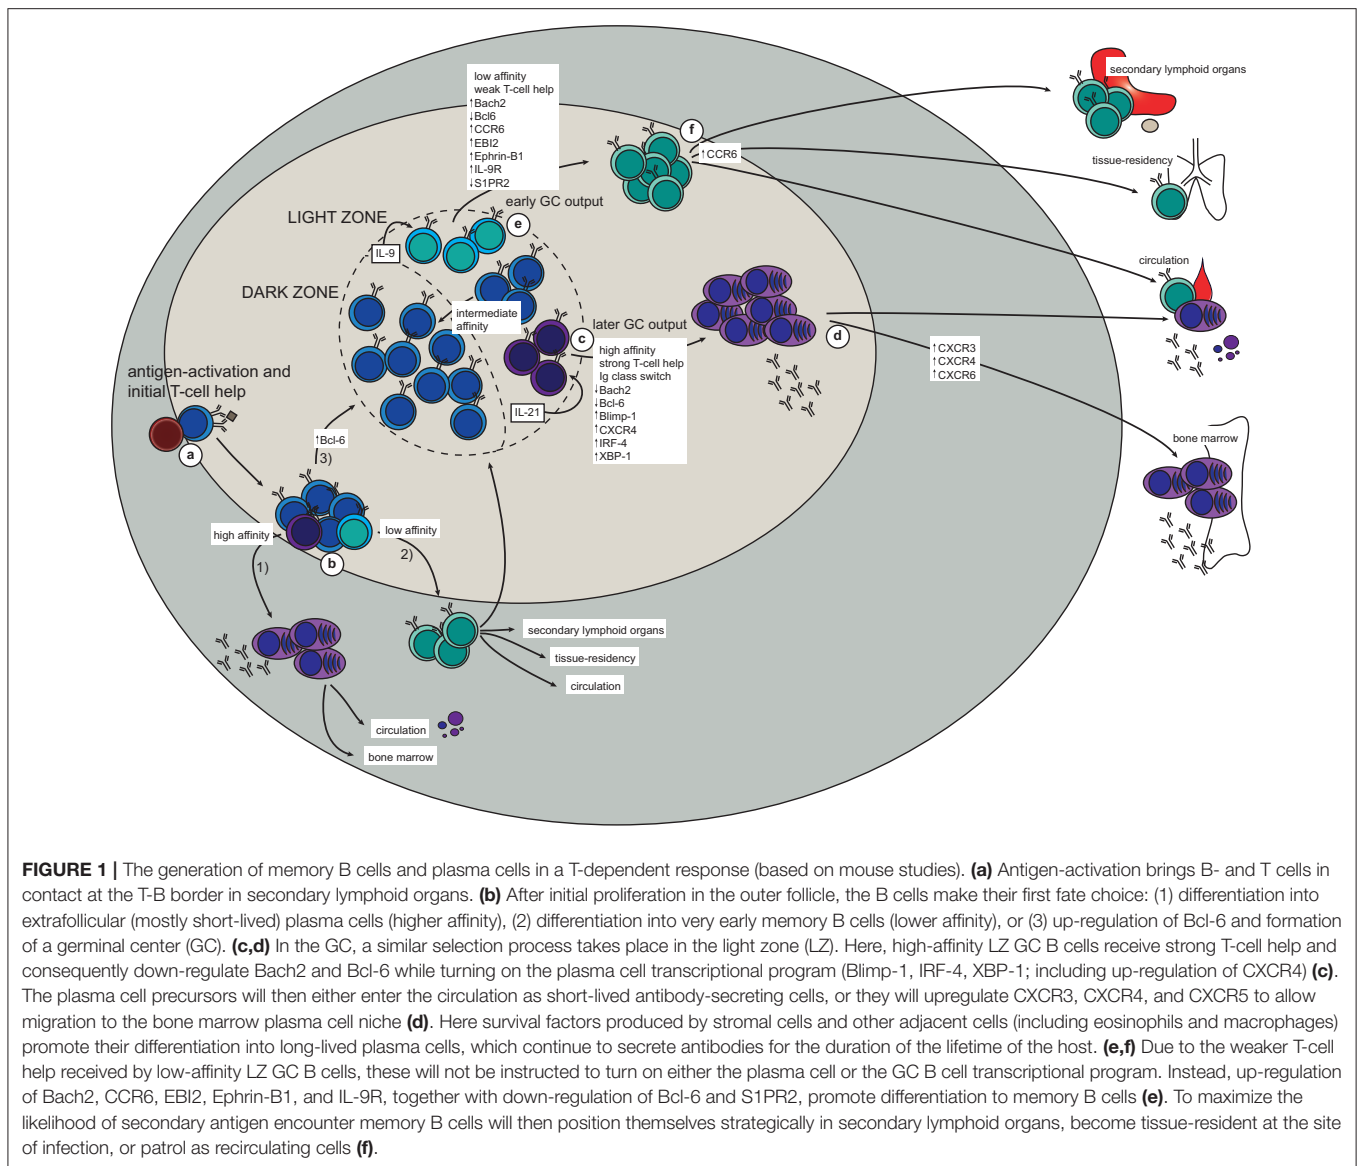 low affinity
weak T-cell help
↑Bach2
↓Bcl6
↑CCR6
↑EBI2
↑Ephrin-B1
↑IL-9R
↓S1PR2
f
↑CCR6
secondary lymphoid organs
tissue-residency
circulation
early GC output
e
LIGHT ZONE
IL-9
DARK ZONE
intermediate
affinity
later GC output
c
d
high affinity
strong T-cell help
Ig class switch
↓Bach2
↓Bcl-6
↑Blimp-1
↑CXCR4
↑IRF-4
↑XBP-1
IL-21
↑CXCR3
↑CXCR4
↑CXCR6
bone marrow
antigen-activation and
initial T-cell help
a
↑Bcl-6
3)
high affinity
low affinity
1)
2)
b
secondary lymphoid organs
tissue-residency
circulation
circulation
bone marrow
FIGURE 1 | The generation of memory B cells and plasma cells in a T-dependent response (based on mouse studies). (a) Antigen-activation brings B- and T cells in
contact at the T-B border in secondary lymphoid organs. (b) After initial proliferation in the outer follicle, the B cells make their first fate choice: (1) differentiation into
extrafollicular (mostly short-lived) plasma cells (higher affinity), (2) differentiation into very early memory B cells (lower affinity), or (3) up-regulation of Bcl-6 and formation
of a germinal center (GC). (c,d) In the GC, a similar selection process takes place in the light zone (LZ). Here, high-affinity LZ GC B cells receive strong T-cell help and
consequently down-regulate Bach2 and Bcl-6 while turning on the plasma cell transcriptional program (Blimp-1, IRF-4, XBP-1; including up-regulation of CXCR4) (c).
The plasma cell precursors will then either enter the circulation as short-lived antibody-secreting cells, or they will upregulate CXCR3, CXCR4, and CXCR5 to allow
migration to the bone marrow plasma cell niche (d). Here survival factors produced by stromal cells and other adjacent cells (including eosinophils and macrophages)
promote their differentiation into long-lived plasma cells, which continue to secrete antibodies for the duration of the lifetime of the host. (e,f) Due to the weaker T-cell
help received by low-affinity LZ GC B cells, these will not be instructed to turn on either the plasma cell or the GC B cell transcriptional program. Instead, up-regulation
of Bach2, CCR6, EBI2, Ephrin-B1, and IL-9R, together with down-regulation of Bcl-6 and S1PR2, promote differentiation to memory B cells (e). To maximize the
likelihood of secondary antigen encounter memory B cells will then position themselves strategically in secondary lymphoid organs, become tissue-resident at the site
of infection, or patrol as recirculating cells (f).